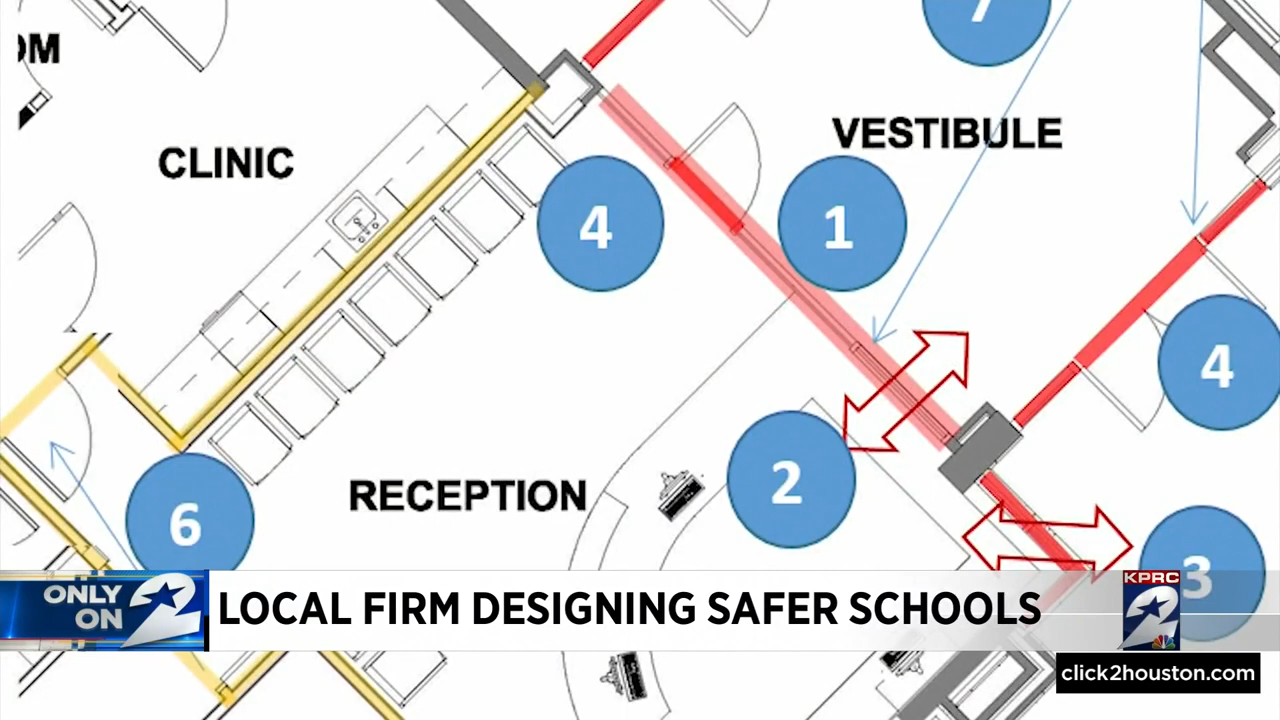 7
OM
VESTIBULE
CLINIC
4
1
4
2
RECEPTION
6
3
ONLY
ON 2
LOCAL FIRM DESIGNING SAFER SCHOOLS
KPRC
2
click2houston.com